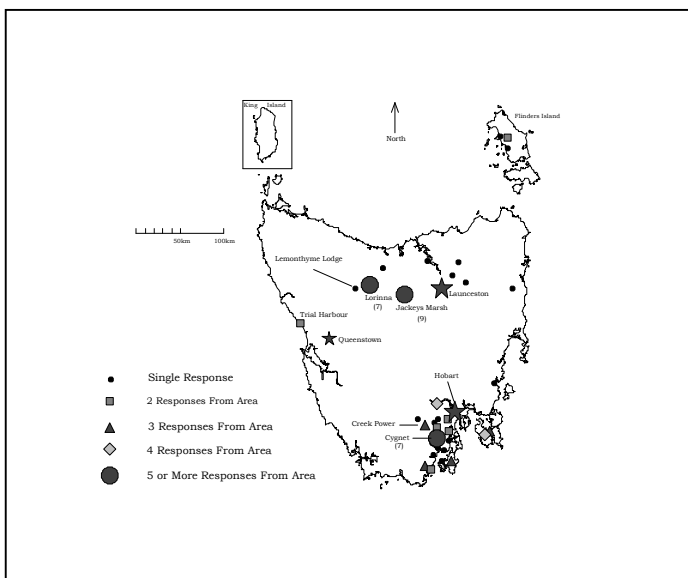 King Island
Flinders Island
North
50km 100km
Lemonthyme Lodge
Lorinna
(7)
Jackeys Marsh
(9)
Launceston
Trial Harbour
Queenstown
Hobart
Creek Power
Cygnet
(7)
Single Response
2 Responses From Area
3 Responses From Area
4 Responses From Area
5 or More Responses From Area